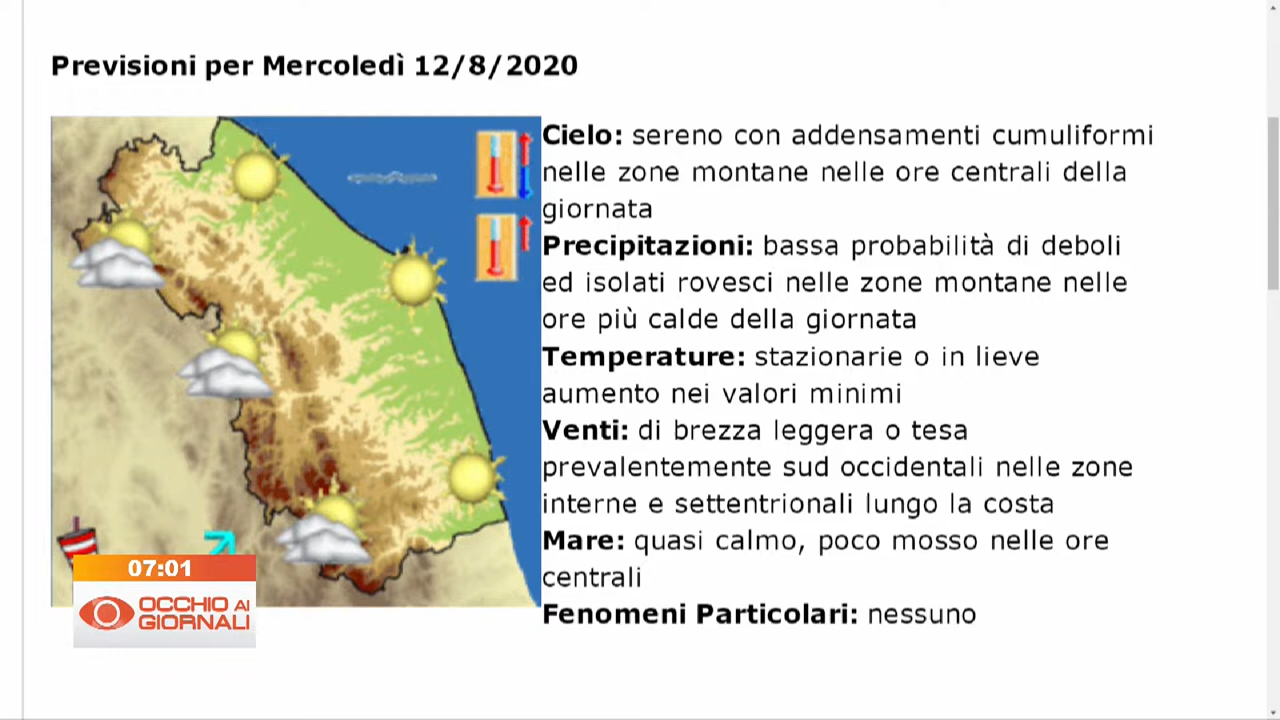 Previsioni per Mercoledì 12/8/2020
Cielo: sereno con addensamenti cumuliformi
nelle zone montane nelle ore centrali della
giornata
Precipitazioni: bassa probabilità di deboli
ed isolati rovesci nelle zone montane nelle
ore più calde della giornata
Temperature: stazionarie o in lieve
aumento nei valori minimi
Venti: di brezza leggera o tesa
prevalentemente sud occidentali nelle zone
interne e settentrionali lungo la costa
Mare: quasi calmo, poco mosso nelle ore
centrali
Fenomeni Particolari: nessuno
07:01
OCCHIO AI
GIORNALI